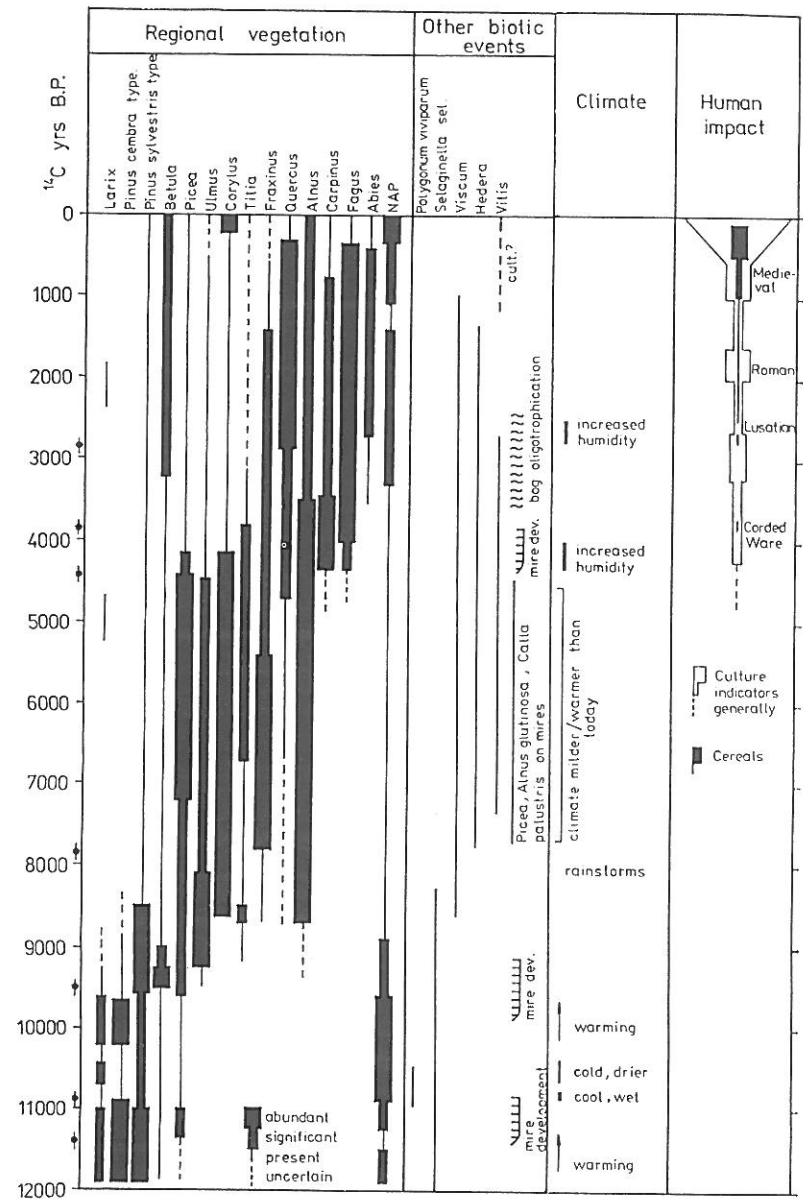 Regional vegetation
Other biotic
events
Climate
Human
impact
¹⁴C yrs B.P.
Larix
Pinus cembra type.
Pinus sylvestris type
Betula
Picea
Ulmus
Corylus
Tilia
Fraxinus
Quercus
Alnus
Carpinus
Fagus
Abies
NAP
Polygonum viviparum
Selaginella sel.
Viscum
Hedera
Vitis
0
1000
2000
3000
4000
5000
6000
7000
8000
9000
10000
11000
12000
cult.?
bog oligotrophication
mire dev.
Picea, Alnus glutinosa, Calla
palustris on mires
mire dev.
mire
development
increased
humidity
increased
humidity
climate milder/warmer than
today
rainstorms
warming
cold, drier
cool, wet
warming
Medie-
val
Roman
Lusatian
Corded
Ware
Culture
indicators
generally
Cereals
abundant
significant
present
uncertain